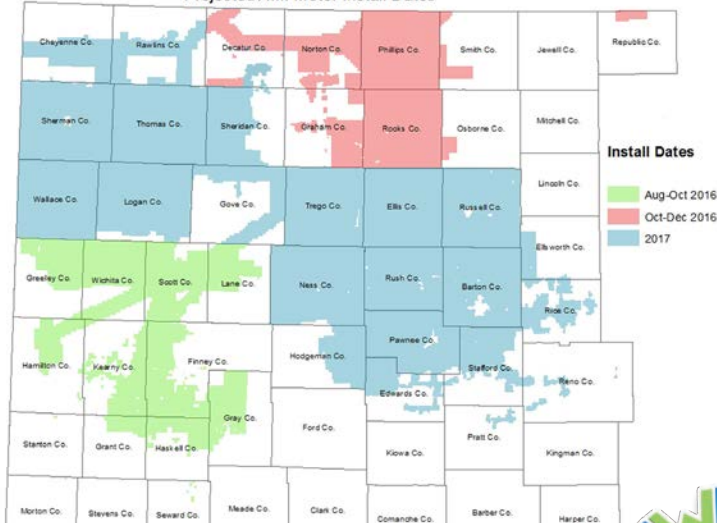 Cheyenne Co. Rawlins Co. Decatur Co. Norton Co. Phillips Co. Smith Co. Jewell Co. Republic Co.
Sherman Co. Thomas Co. Sheridan Co. Graham Co. Rooks Co. Osborne Co. Mitchell Co.
Install Dates
Aug-Oct 2016
Oct-Dec 2016
2017
Lincoln Co.
Wallace Co. Logan Co. Gove Co. Trego Co. Ellis Co. Russell Co.
Ellsworth Co.
Greeley Co. Wichita Co. Scott Co. Lane Co. Ness Co. Rush Co. Barton Co. Rice Co.
Hamilton Co. Kearny Co. Finney Co. Hodgeman Co. Pawnee Co. Stafford Co. Reno Co.
Edwards Co.
Gray Co. Ford Co. Pratt Co.
Stanton Co. Grant Co. Haskell Co. Kiowa Co. Kingman Co.
Morton Co. Stevens Co. Seward Co. Meade Co. Clark Co. Comanche Co. Barber Co. Harper Co.